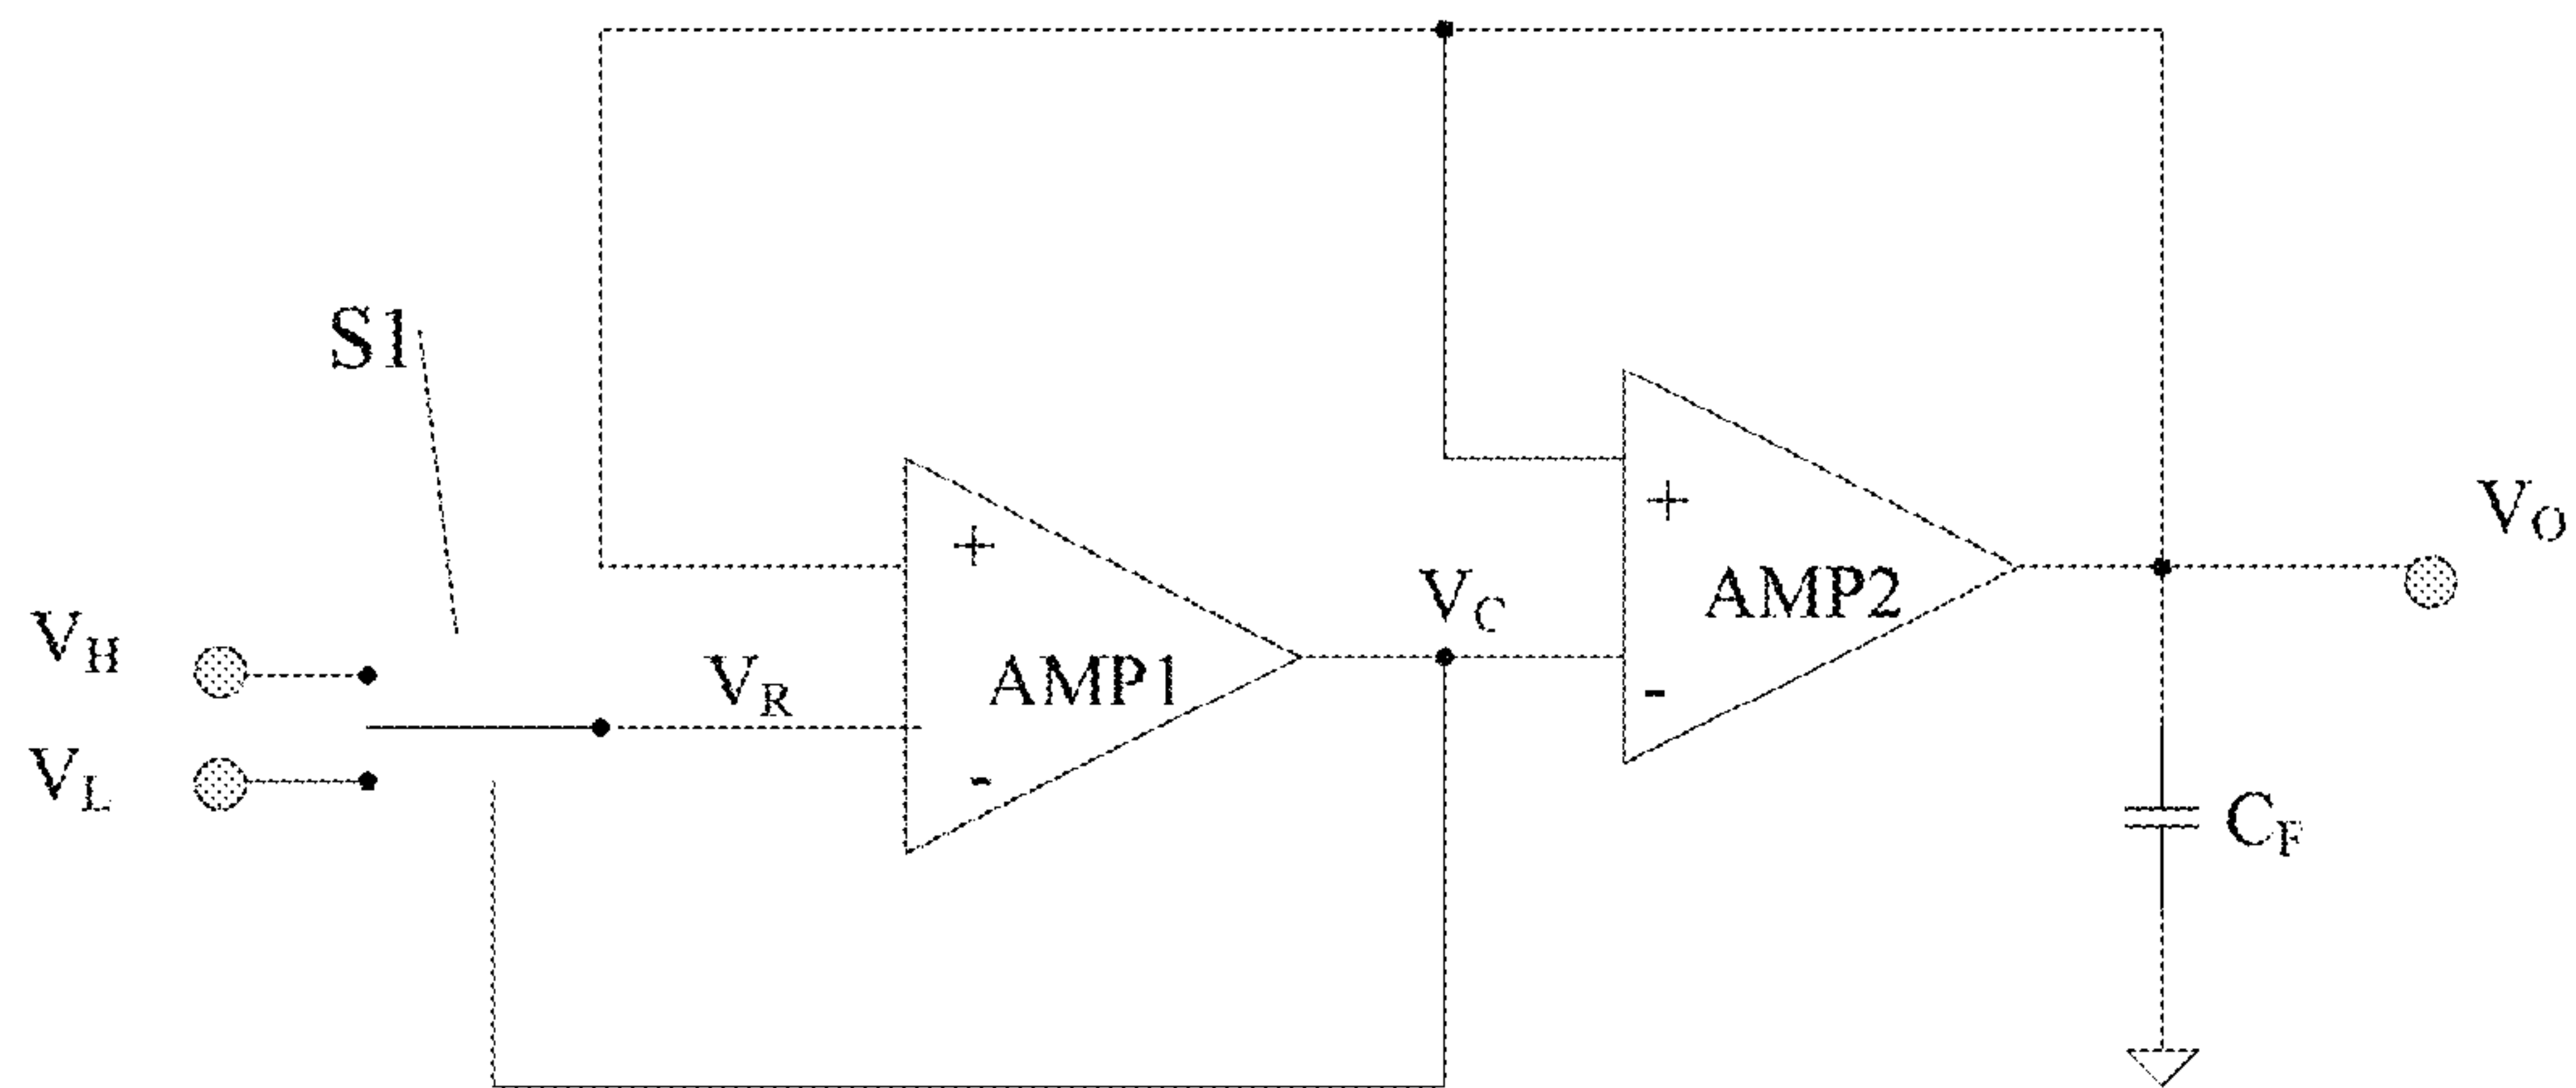 S1
V_H
V_L
V_R
+
AMP1
-
V_C
+
AMP2
-
V_O
C_F